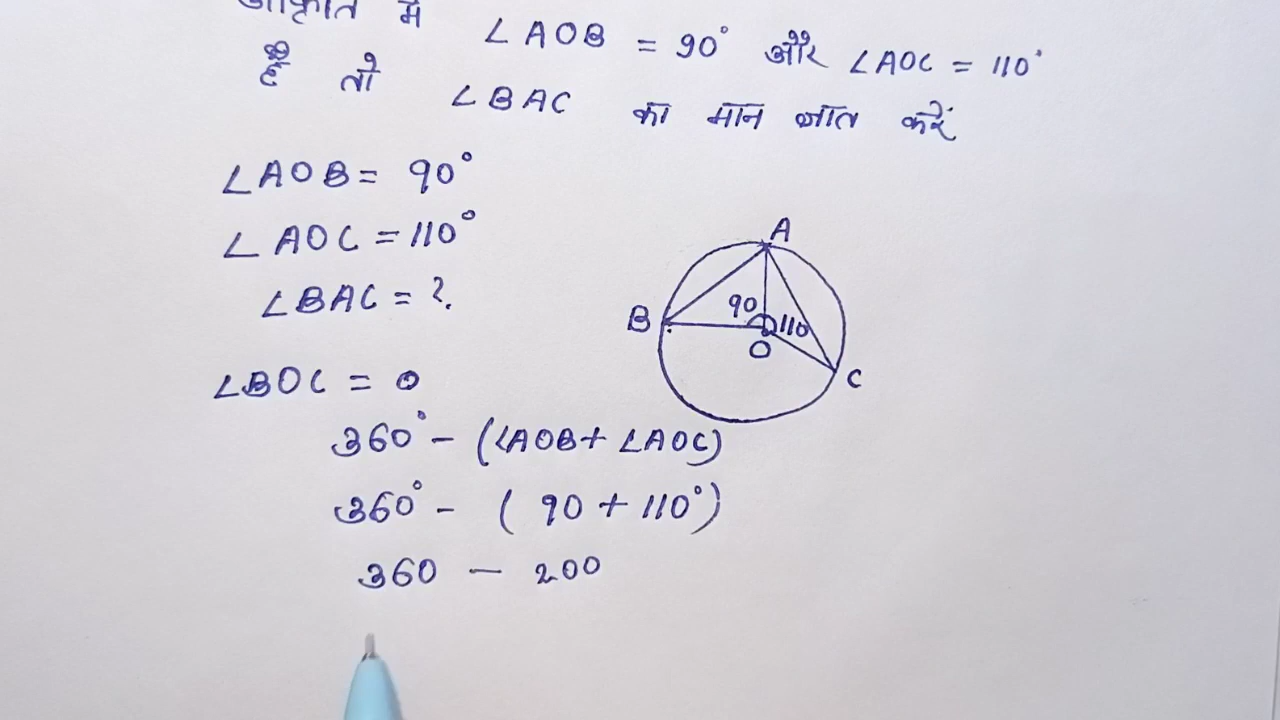 आकृति में ∠AOB = 90° और ∠AOC = 110°
हैं तो ∠BAC का मान ज्ञात करें
∠AOB = 90°
∠AOC = 110°
∠BAC = ?
A
B
90
110
O
C
∠BOC =
360° - (∠AOB + ∠AOC)
360° - ( 90 + 110°)
360 - 200